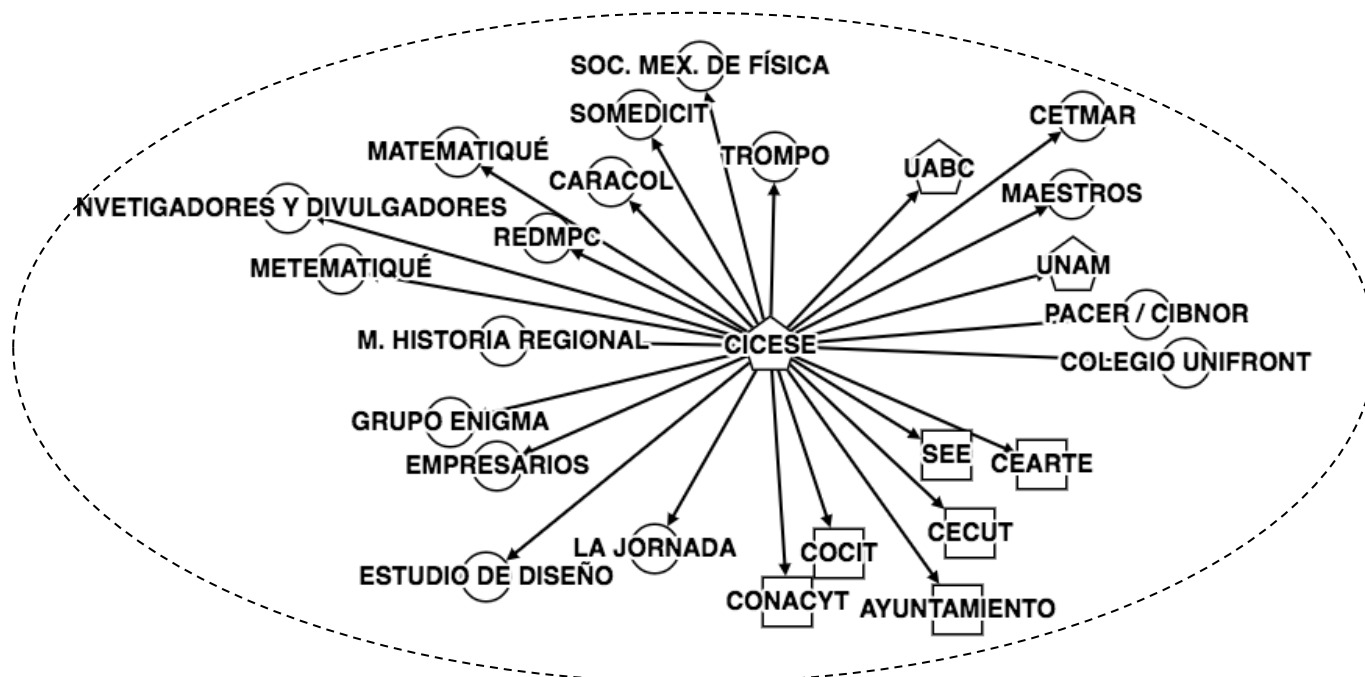 SOC. MEX. DE FÍSICA
SOMEDICIT
CETMAR
MATEMATIQUÉ
TROMPO
UABC
CARACOL
MAESTROS
NVETIGADORES Y DIVULGADORES
REDMPC
METEMATIQUÉ
UNAM
PACER / CIBNOR
M. HISTORIA REGIONAL
CICESE
COLEGIO UNIFRONT
GRUPO ENIGMA
EMPRESARIOS
SEE
CEARTE
CECUT
LA JORNADA
COCIT
ESTUDIO DE DISEÑO
CONACYT
AYUNTAMIENTO